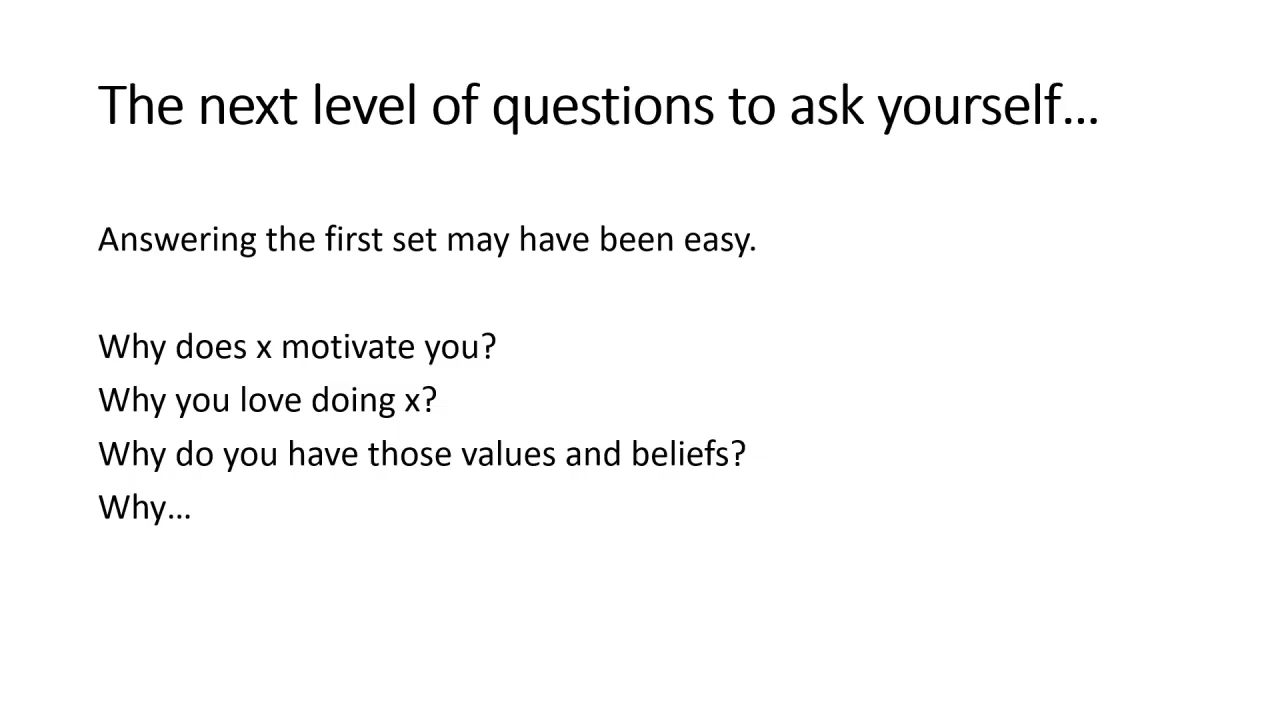 The next level of questions to ask yourself…
Answering the first set may have been easy.
Why does x motivate you?
Why you love doing x?
Why do you have those values and beliefs?
Why…